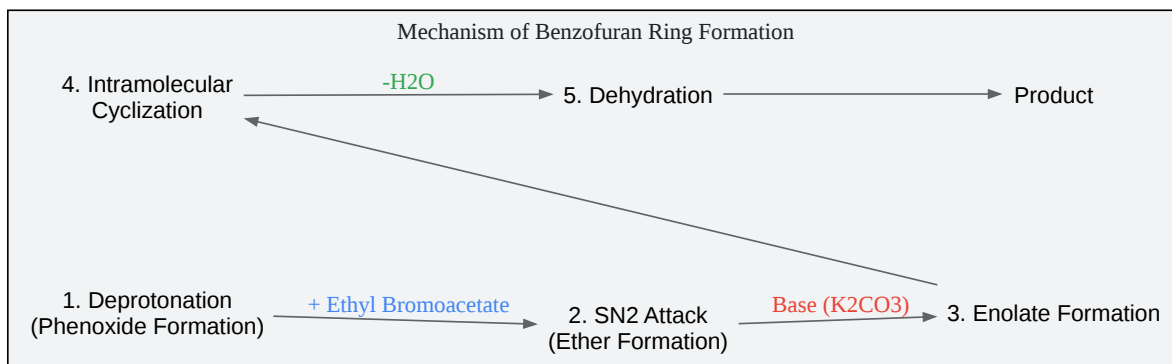 Mechanism of Benzofuran Ring Formation
4. Intramolecular
Cyclization
-H2O
5. Dehydration
Product
1. Deprotonation
(Phenoxide Formation)
+ Ethyl Bromoacetate
2. SN2 Attack
(Ether Formation)
Base (K2CO3)
3. Enolate Formation